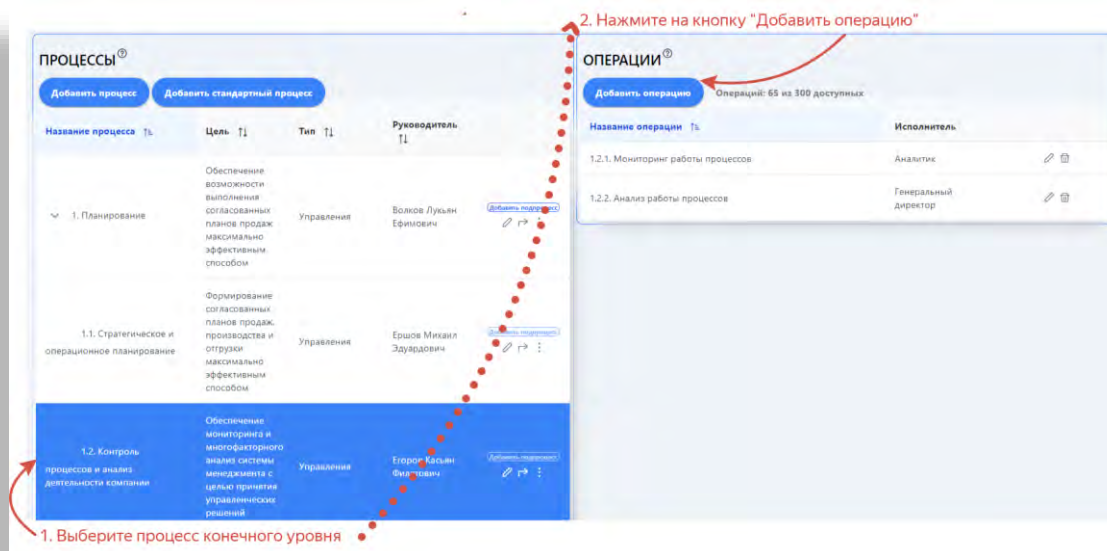 2. Нажмите на кнопку "Добавить операцию"
ПРОЦЕССЫ
Добавить процесс
Добавить стандартный процесс
Название процесса
Цель
Тип
Руководитель
1. Планирование
Обеспечение
возможности
выполнения
согласованных
планов продаж
максимально
эффективным
способом
Управления
Волков Лукьян
Ефимович
Добавить подпроцесс
1.1. Стратегическое и
операционное планирование
Формирование
согласованных
планов продаж,
производства и
отгрузки
максимально
эффективным
способом
Управления
Ершов Михаил
Эдуардович
Добавить подпроцесс
1.2. Контроль
процессов и анализ
деятельности компании
Обеспечение
мониторинга и
многофакторного
анализ системы
менеджмента с
целью принятия
управленческих
решений
Управления
Егоров Касьян
Филатович
Добавить подпроцесс
ОПЕРАЦИИ
Добавить операцию
Операций: 65 из 300 доступных
Название операции
Исполнитель
1.2.1. Мониторинг работы процессов
Аналитик
1.2.2. Анализ работы процессов
Генеральный
директор
1. Выберите процесс конечного уровня